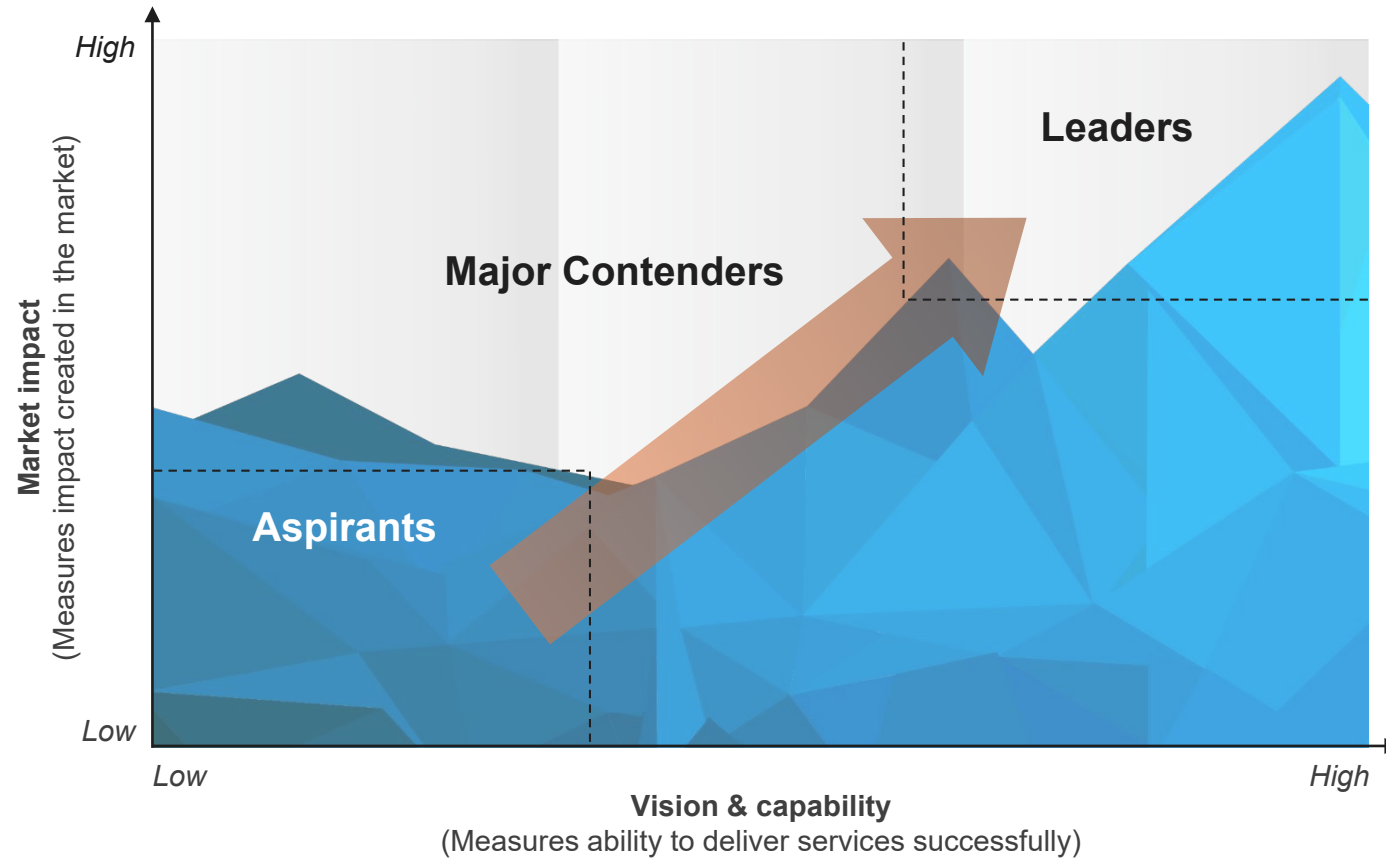 High
Leaders
Major Contenders
Market impact
(Measures impact created in the market)
Aspirants
Low
Low
High
Vision & capability
(Measures ability to deliver services successfully)